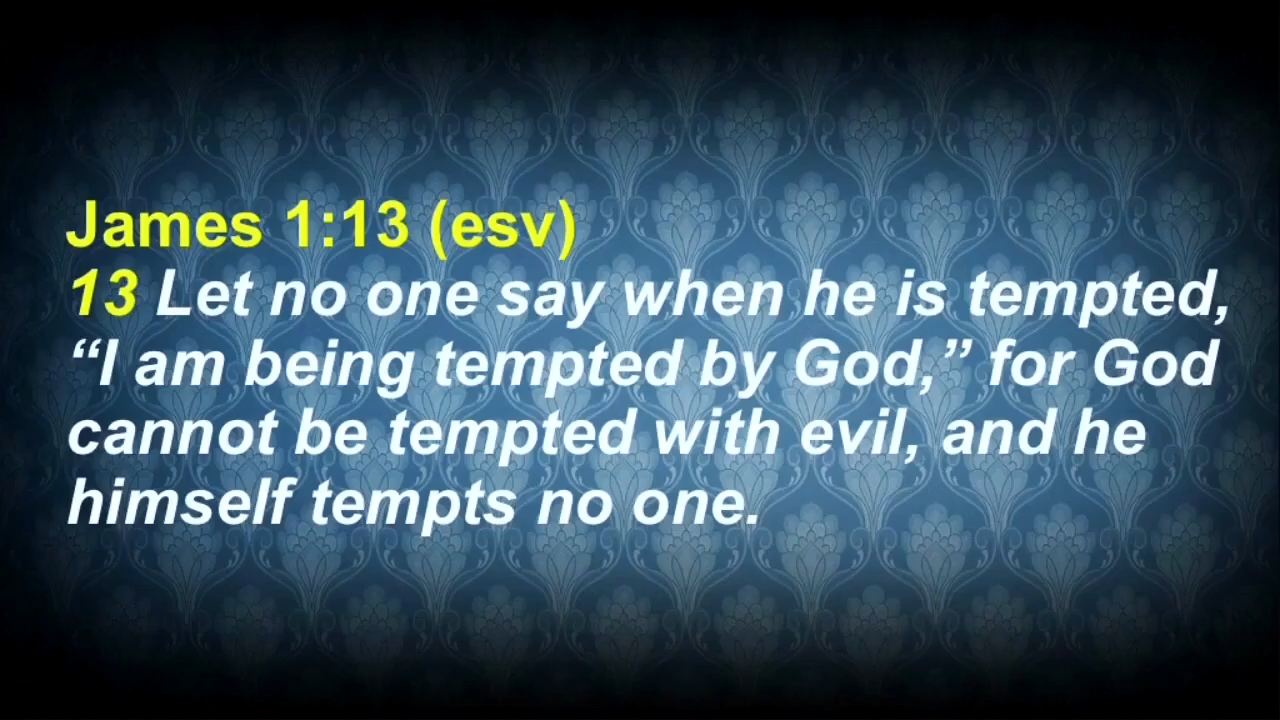 James 1:13 (esv)
13 Let no one say when he is tempted,
“I am being tempted by God,” for God
cannot be tempted with evil, and he
himself tempts no one.